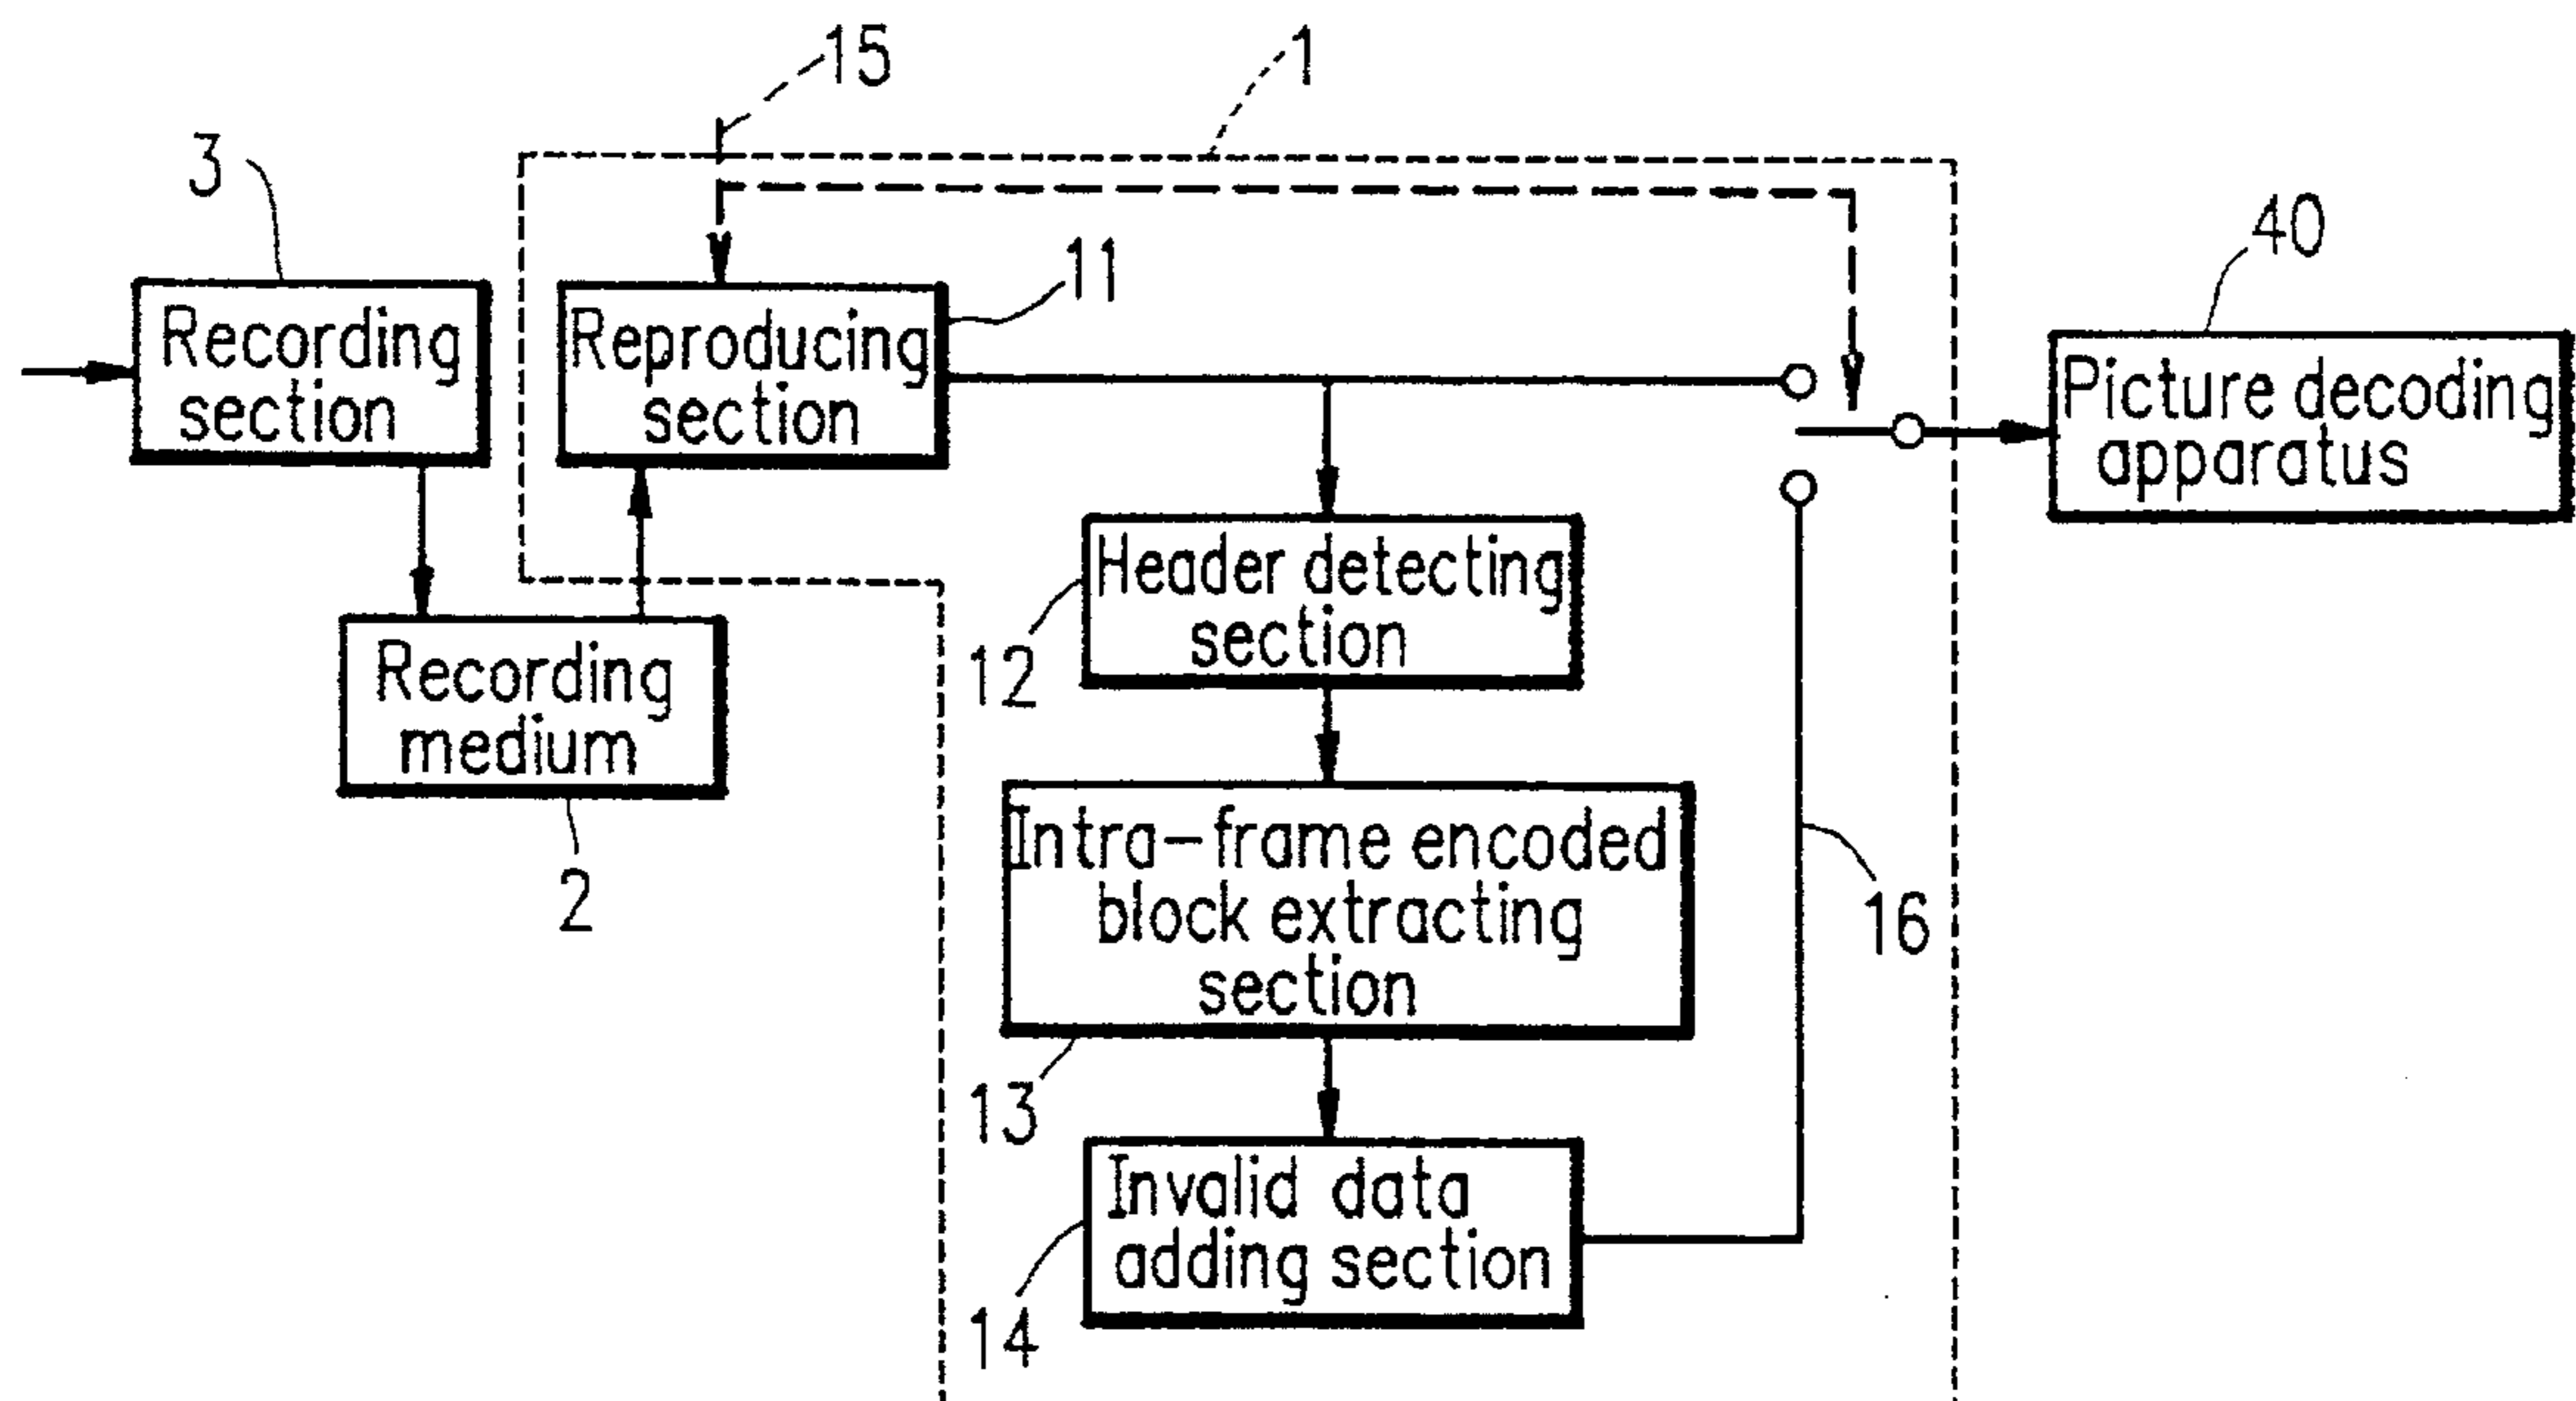 15
1
3
40
11
Recording
section
Reproducing
section
Picture decoding
apparatus
Header detecting
section
12
Recording
medium
2
Intra-frame encoded
block extracting
section
16
13
Invalid data
adding section
14